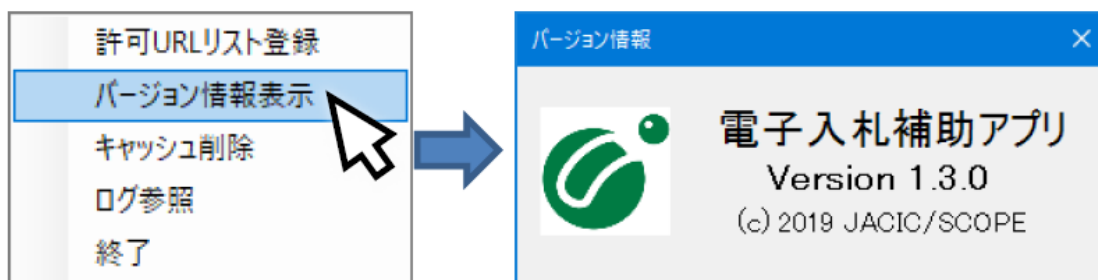 許可URLリスト登録
バージョン情報表示
キャッシュ削除
ログ参照
終了
バージョン情報
電子入札補助アプリ
Version 1.3.0
(c) 2019 JACIC/SCOPE